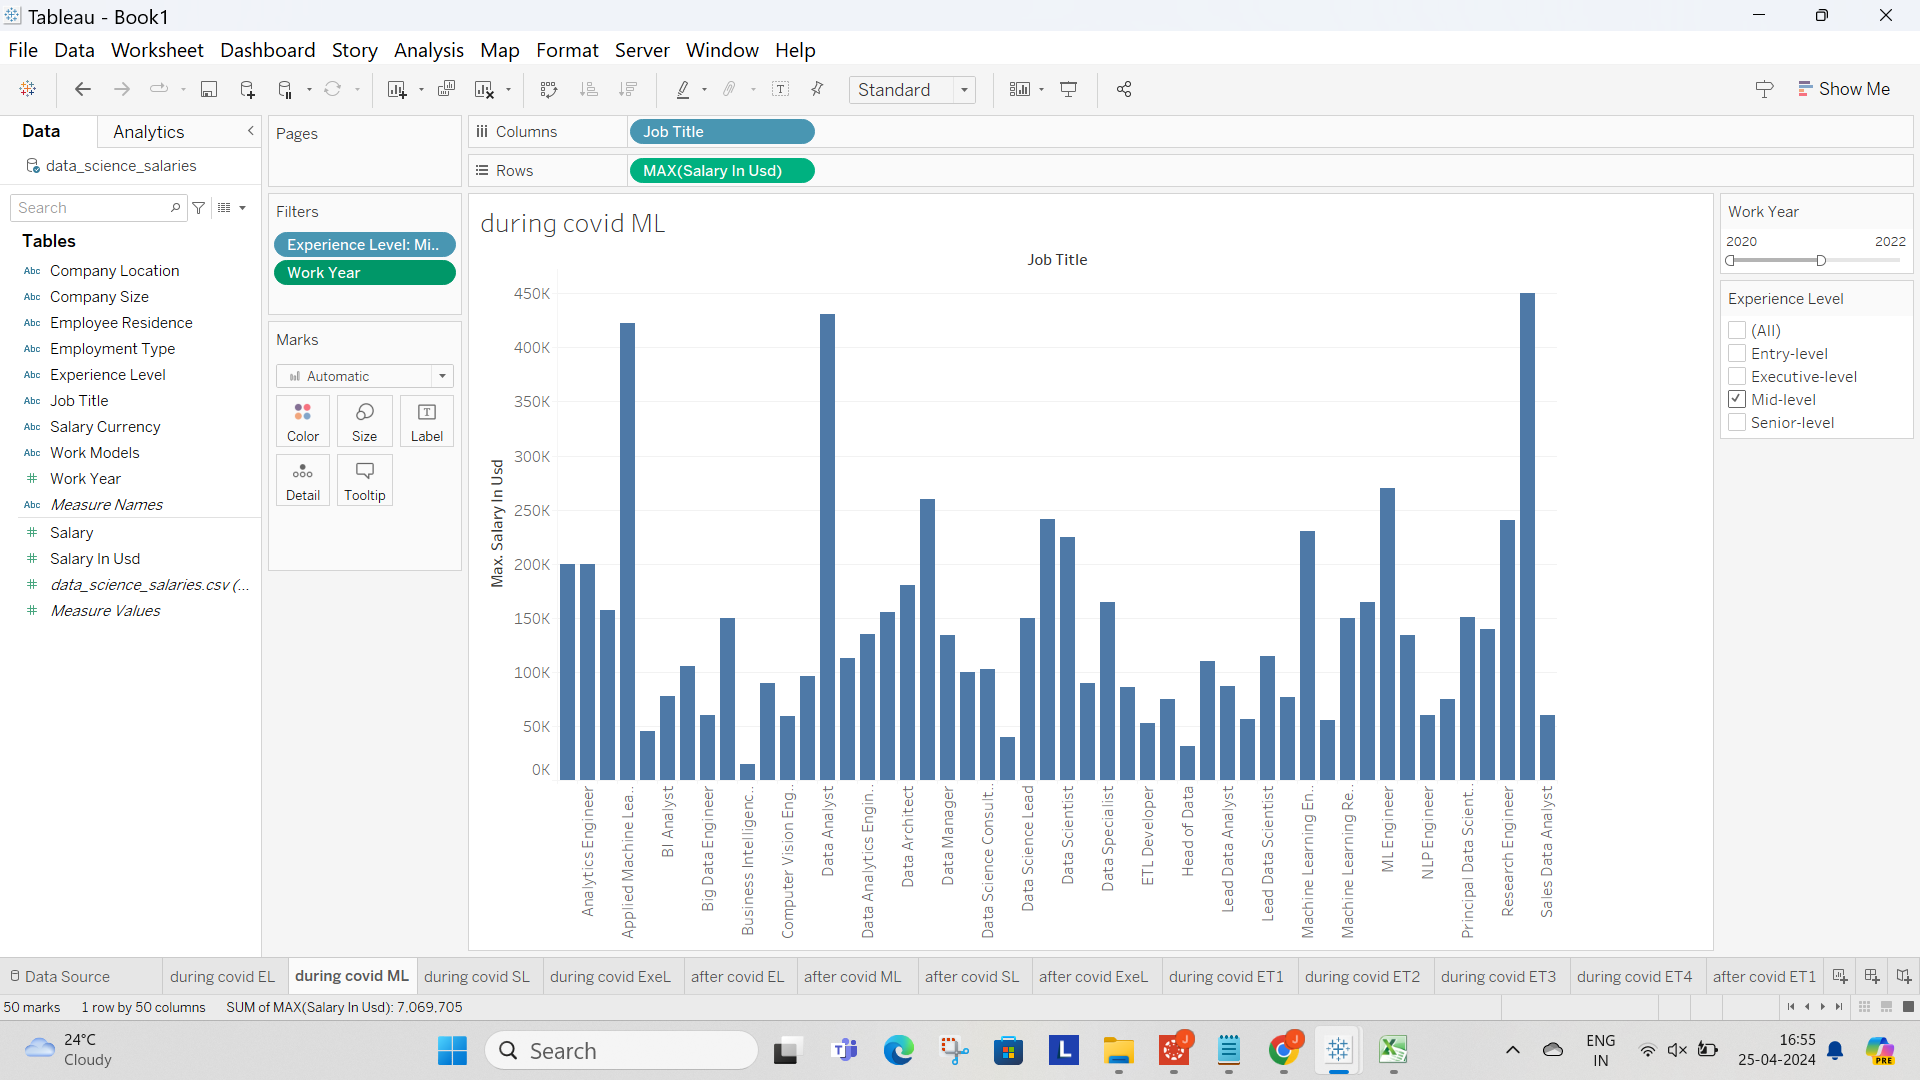 Tableau - Book1
File Data Worksheet Dashboard Story Analysis Map Format Server Window Help
Standard
Show Me
Data
Analytics
data_science_salaries
Search
Tables
Abc Company Location
Abc Company Size
Abc Employee Residence
Abc Employment Type
Abc Experience Level
Abc Job Title
Abc Salary Currency
Abc Work Models
# Work Year
Abc Measure Names
# Salary
# Salary In Usd
# data_science_salaries.csv (...
# Measure Values
Pages
Filters
Experience Level: Mi..
Work Year
Marks
Automatic
Color
Size
Label
Detail
Tooltip
Columns
Job Title
Rows
MAX(Salary In Usd)
during covid ML
Job Title
Max. Salary In Usd
450K
400K
350K
300K
250K
200K
150K
100K
50K
0K
Analytics Engineer
Applied Machine Lea..
BI Analyst
Big Data Engineer
Business Intelligenc..
Computer Vision Eng..
Data Analyst
Data Analytics Engin..
Data Architect
Data Manager
Data Science Consult..
Data Science Lead
Data Scientist
Data Specialist
ETL Developer
Head of Data
Lead Data Analyst
Lead Data Scientist
Machine Learning En..
Machine Learning Re..
ML Engineer
NLP Engineer
Principal Data Scient..
Research Engineer
Sales Data Analyst
Work Year
2020 2022
Experience Level
(All)
Entry-level
Executive-level
Mid-level
Senior-level
Data Source
during covid EL
during covid ML
during covid SL
during covid ExeL
after covid EL
after covid ML
after covid SL
after covid ExeL
during covid ET1
during covid ET2
during covid ET3
during covid ET4
after covid ET1
50 marks 1 row by 50 columns SUM of MAX(Salary In Usd): 7,069,705
24°C
Cloudy
Search
L
J
J
ENG
IN
16:55
25-04-2024
PRE